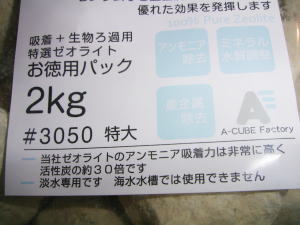 優れた効果を発揮します
100% Pure Zeolite
吸着＋生物ろ過用
特選ゼオライト
お徳用パック
2kg
#3050 特大
アンモニア
除去
ミネラル
水質調整
重金属
除去
A-CUBE Factory
当社ゼオライトのアンモニア吸着力は非常に高く
活性炭の約30倍です
淡水専用です 海水水槽では使用できません